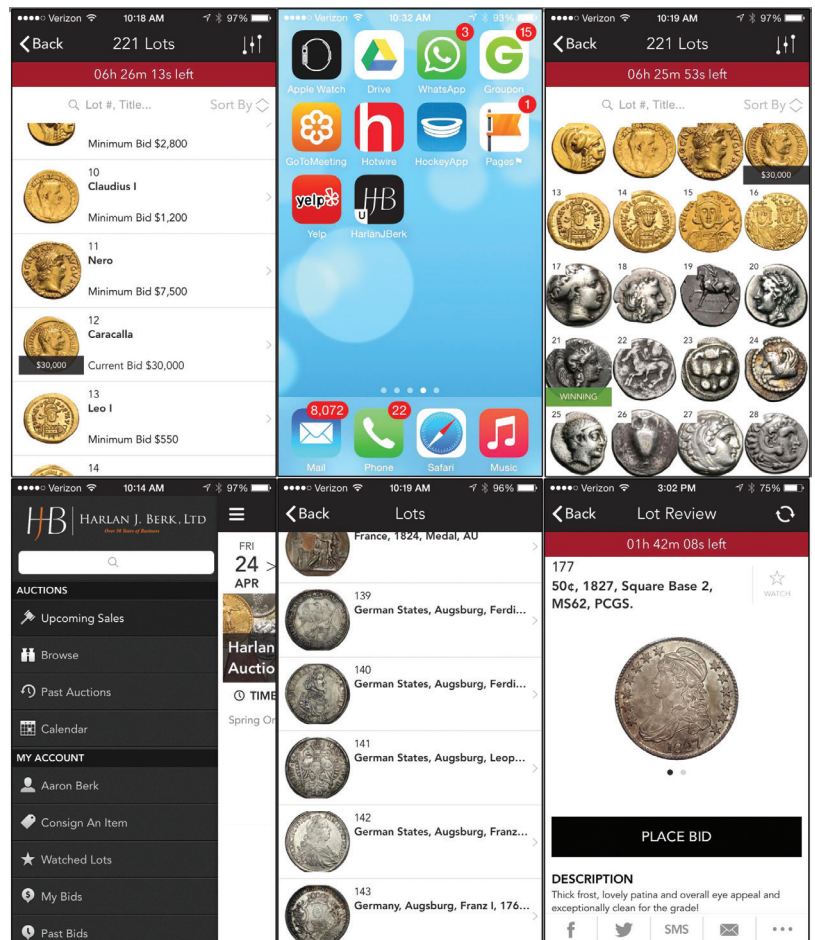 Verizon 10:18 AM 97%
Back 221 Lots
06h 26m 13s left
Lot #, Title... Sort By
Minimum Bid $2,800
10
Claudius I
Minimum Bid $1,200
11
Nero
Minimum Bid $7,500
12
Caracalla
$30,000 Current Bid $30,000
13
Leo I
Minimum Bid $550
14
Verizon 10:32 AM 93%
3 15
Apple Watch Drive WhatsApp Groupon
1
GoToMeeting Hotwire HockeyApp Pages
yelp HB
U
Yelp HarlanJBerk
8,072 22
Mail Phone Safari Music
Verizon 10:19 AM 97%
Back 221 Lots
06h 25m 53s left
Lot #, Title... Sort By
$30,000
13 14 15 16
17 18 19 20
21 22 23 24
WINNING
25 26 27 28
Verizon 10:14 AM 97%
HB HARLAN J. BERK, LTD
Over 50 Years of Business
AUCTIONS
Upcoming Sales
Browse
Past Auctions
Calendar
MY ACCOUNT
Aaron Berk
Consign An Item
Watched Lots
My Bids
Past Bids
FRI
24 >
APR
Harlan
Auctio
TIME
Spring On
Verizon 10:19 AM 96%
Back Lots
France, 1824, Medal, AU
139
German States, Augsburg, Ferdi...
140
German States, Augsburg, Ferdi...
141
German States, Augsburg, Leop...
142
German States, Augsburg, Franz...
143
Germany, Augsburg, Franz I, 176...
Verizon 3:02 PM 75%
Back Lot Review
01h 42m 08s left
177
50¢, 1827, Square Base 2,
MS62, PCGS.
WATCH
PLACE BID
DESCRIPTION
Thick frost, lovely patina and overall eye appeal and
exceptionally clean for the grade!
f SMS